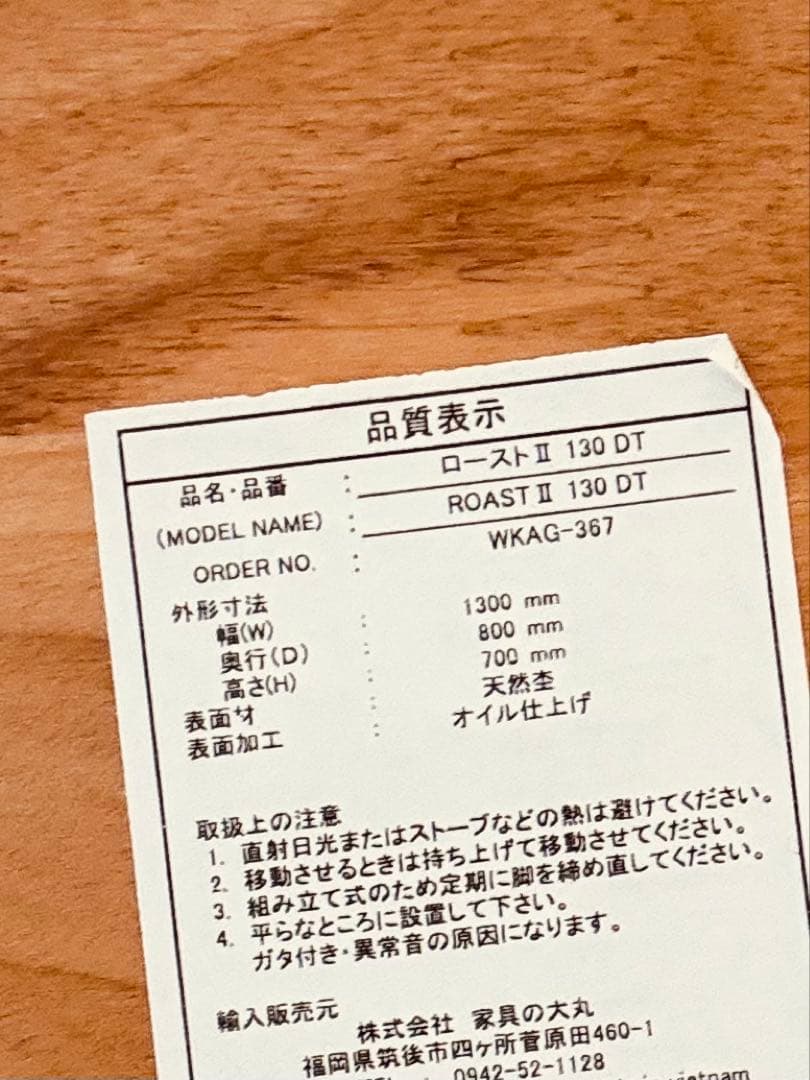 品質表示
品名・品番 : ローストⅡ 130 DT
(MODEL NAME) : ROASTⅡ 130 DT
ORDER NO. : WKAG-367
外形寸法
幅(W) : 1300 mm
奥行(D) : 800 mm
高さ(H) : 700 mm
表面材 : 天然杢
表面加工 : オイル仕上げ
取扱上の注意
1. 直射日光またはストーブなどの熱は避けてください。
2. 移動させるときは持ち上げて移動させてください。
3. 組み立て式のため定期に脚を締め直してください。
4. 平らなところに設置して下さい。
ガタ付き・異常音の原因になります。
輸入販売元
株式会社 家具の大丸
福岡県筑後市四ヶ所菅原田460-1
0942-52-1128